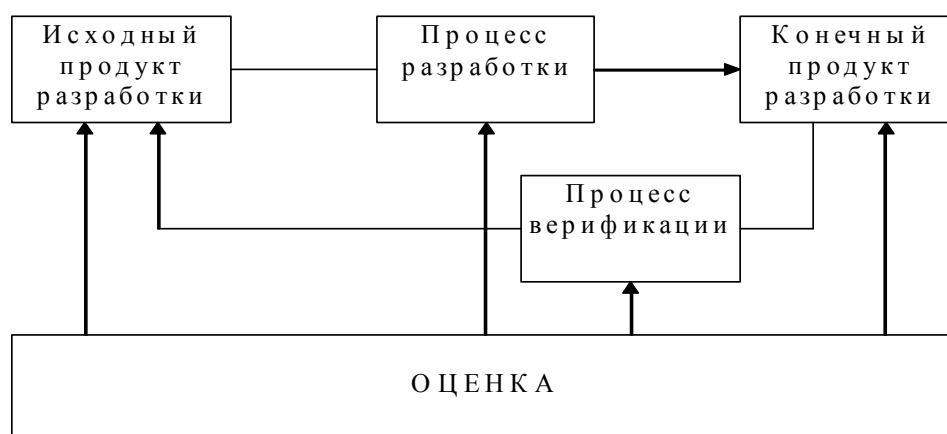 Исходный
продукт
разработки
Процесс
разработки
Конечный
продукт
разработки
Процесс
верификации
ОЦЕНКА